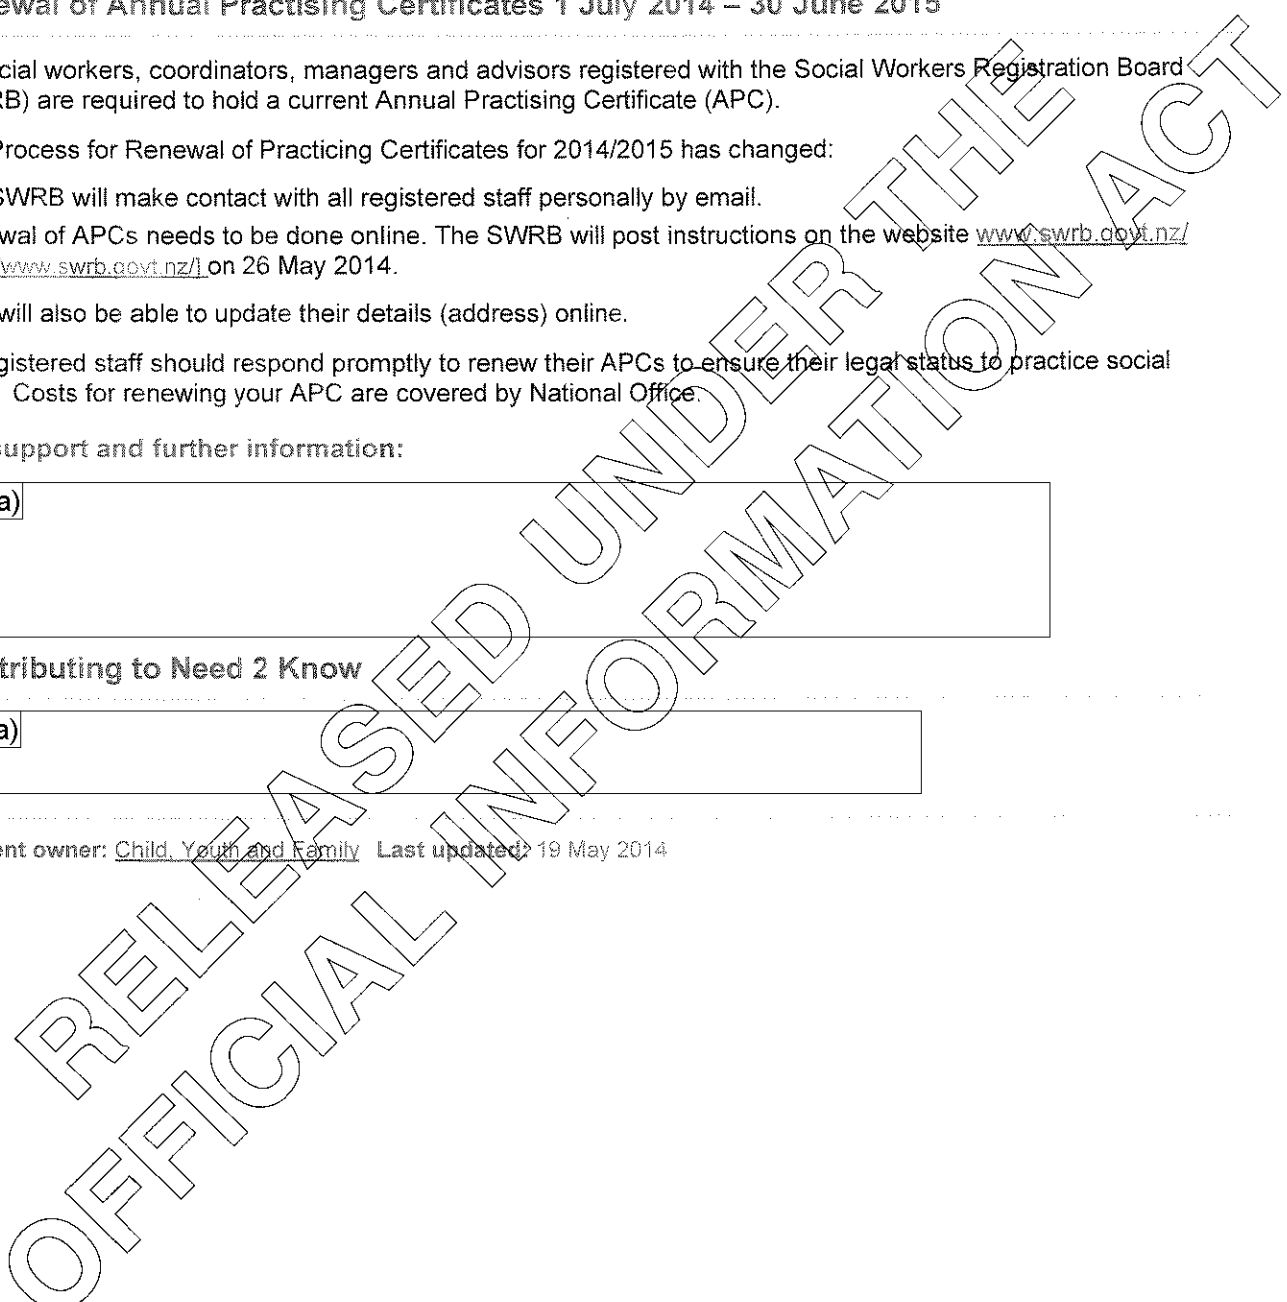 ewal of Annual Practising Certificates 1 July 2014 – 30 June 2015
cial workers, coordinators, managers and advisors registered with the Social Workers Registration Board
RB) are required to hold a current Annual Practising Certificate (APC).
Process for Renewal of Practicing Certificates for 2014/2015 has changed:
SWRB will make contact with all registered staff personally by email.
wal of APCs needs to be done online. The SWRB will post instructions on the website www.swrb.govt.nz/
www.swrb.govt.nz/] on 26 May 2014.
will also be able to update their details (address) online.
gistered staff should respond promptly to renew their APCs to ensure their legal status to practice social
Costs for renewing your APC are covered by National Office.
support and further information:
a)
tributing to Need 2 Know
a)
ent owner: Child, Youth and Family Last updated: 19 May 2014
RELEASED UNDER THE
OFFICIAL INFORMATION ACT